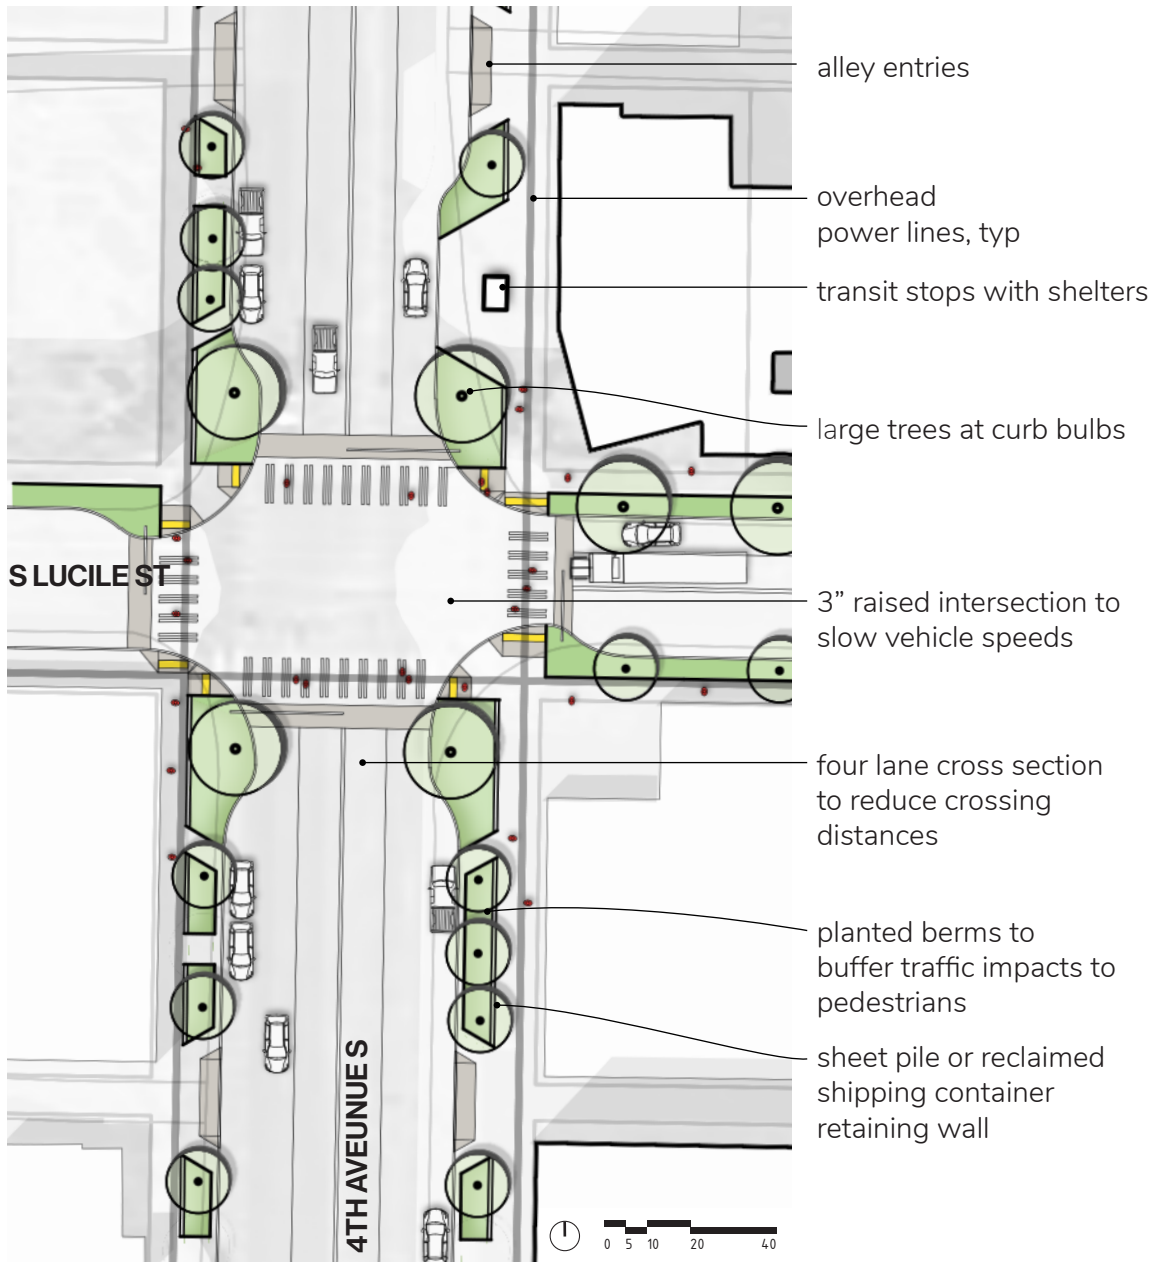 alley entries
overhead
power lines, typ
transit stops with shelters
large trees at curb bulbs
S LUCILE ST
3” raised intersection to
slow vehicle speeds
four lane cross section
to reduce crossing
distances
planted berms to
buffer traffic impacts to
pedestrians
sheet pile or reclaimed
shipping container
retaining wall
4TH AVEUNUE S
0 5 10 20 40